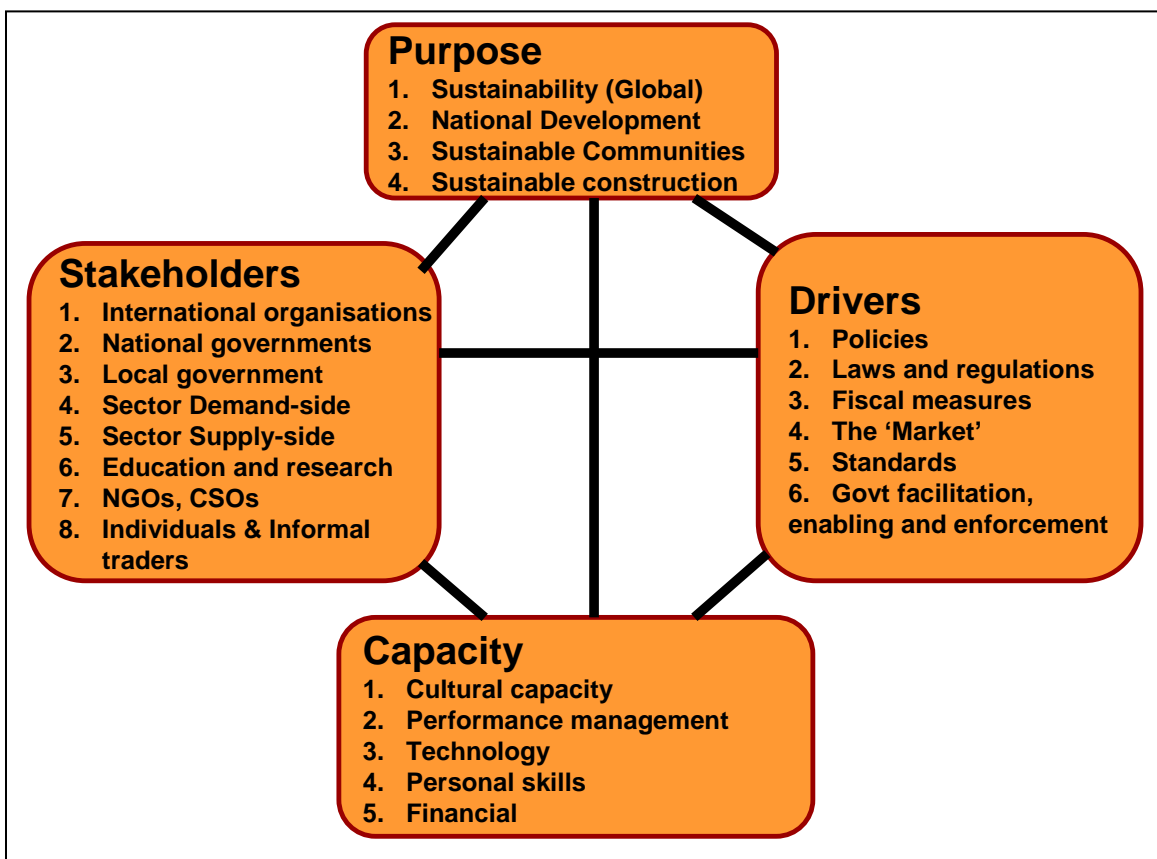 Purpose
1. Sustainability (Global)
2. National Development
3. Sustainable Communities
4. Sustainable construction
Stakeholders
1. International organisations
2. National governments
3. Local government
4. Sector Demand-side
5. Sector Supply-side
6. Education and research
7. NGOs, CSOs
8. Individuals & Informal
traders
Drivers
1. Policies
2. Laws and regulations
3. Fiscal measures
4. The ‘Market’
5. Standards
6. Govt facilitation,
enabling and enforcement
Capacity
1. Cultural capacity
2. Performance management
3. Technology
4. Personal skills
5. Financial